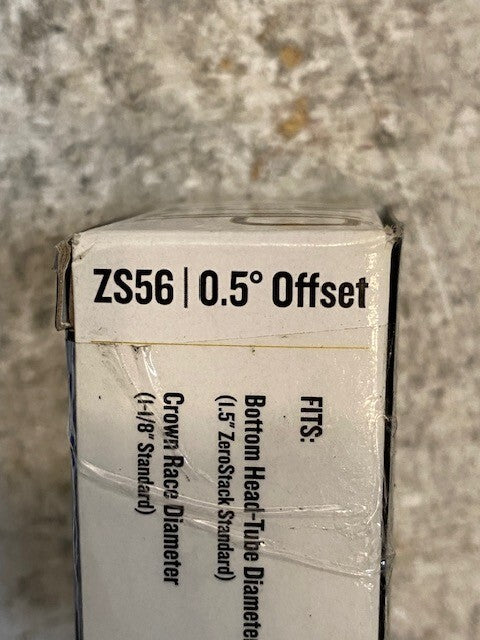 ZS56 | 0.5° Offset
FITS:
Bottom Head-Tube Diameter
(1.5" ZeroStack Standard)
Crown Race Diameter
(1-1/8" Standard)